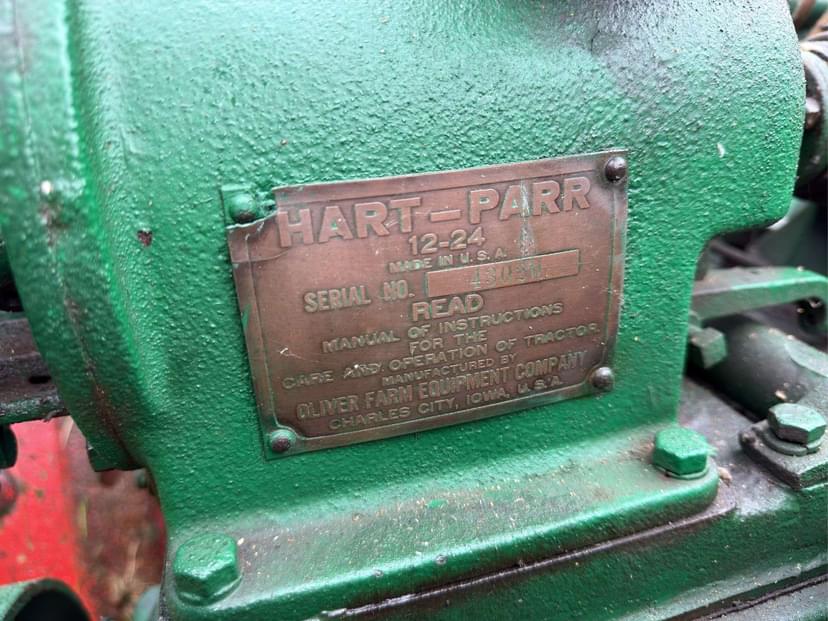 HART-PARR
12-24
MADE IN U.S.A.
SERIAL NO.
READ
MANUAL OF INSTRUCTIONS
FOR THE
CARE AND OPERATION OF TRACTOR
MANUFACTURED BY
OLIVER FARM EQUIPMENT COMPANY
CHARLES CITY, IOWA, U.S.A.